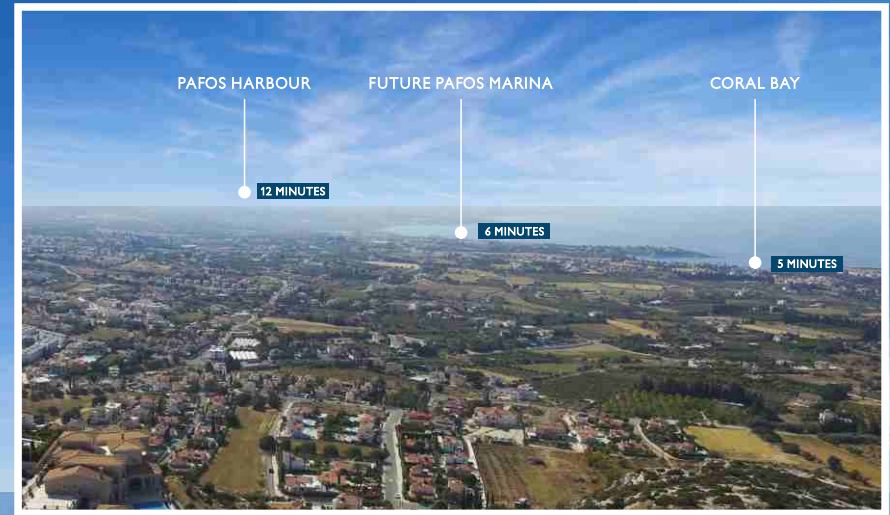 PAFOS HARBOUR
FUTURE PAFOS MARINA
CORAL BAY
12 MINUTES
6 MINUTES
5 MINUTES